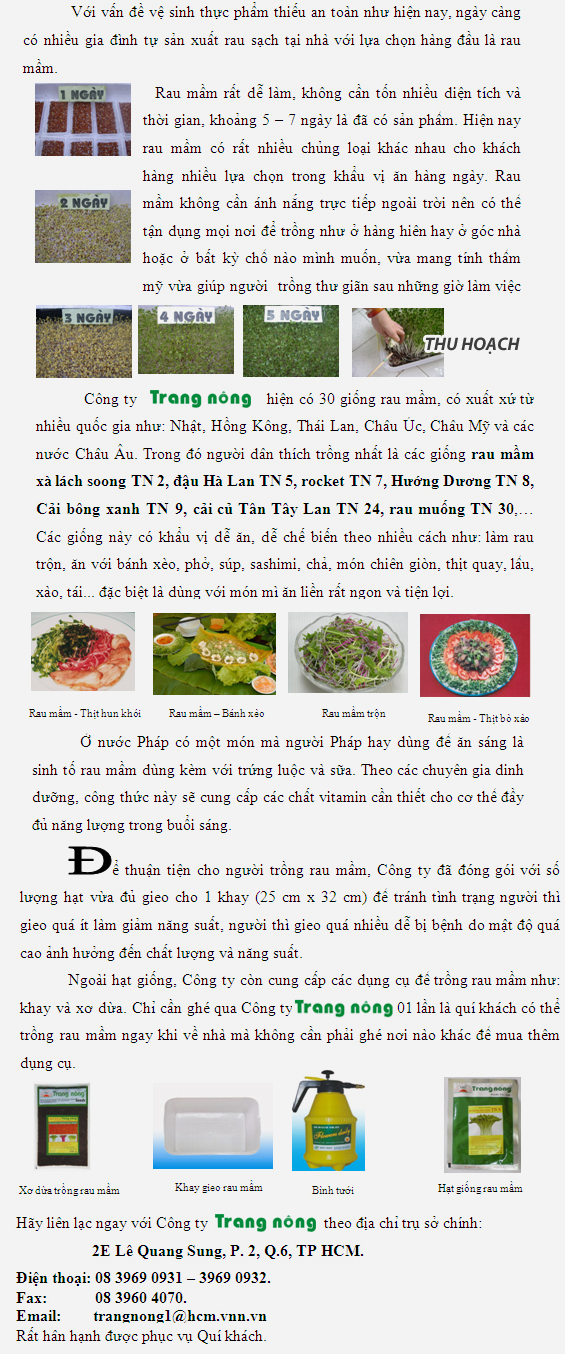 Với vấn đề vệ sinh thực phẩm thiếu an toàn như hiện nay, ngày càng
có nhiều gia đình tự sản xuất rau sạch tại nhà với lựa chọn hàng đầu là rau
mầm.
1 NGÀY
Rau mầm rất dễ làm, không cần tốn nhiều diện tích và
thời gian, khoảng 5 – 7 ngày là đã có sản phẩm. Hiện nay
rau mầm có rất nhiều chủng loại khác nhau cho khách
hàng nhiều lựa chọn trong khẩu vị ăn hàng ngày. Rau
2 NGÀY
mầm không cần ánh nắng trực tiếp ngoài trời nên có thể
tận dụng mọi nơi để trồng như ở hàng hiên hay ở góc nhà
hoặc ở bất kỳ chổ nào mình muốn, vừa mang tính thẩm
mỹ vừa giúp người trồng thư giãn sau những giờ làm việc
3 NGÀY
4 NGÀY
5 NGÀY
THU HOẠCH
Công ty Trang nông hiện có 30 giống rau mầm, có xuất xứ từ
nhiều quốc gia như: Nhật, Hồng Kông, Thái Lan, Châu Úc, Châu Mỹ và các
nước Châu Âu. Trong đó người dân thích trồng nhất là các giống rau mầm
xà lách soong TN 2, đậu Hà Lan TN 5, rocket TN 7, Hướng Dương TN 8,
Cải bông xanh TN 9, cải củ Tân Tây Lan TN 24, rau muống TN 30,…
Các giống này có khẩu vị dễ ăn, dễ chế biến theo nhiều cách như: làm rau
trộn, ăn với bánh xèo, phở, súp, sashimi, chả, món chiên giòn, thịt quay, lẩu,
xào, tái... đặc biệt là dùng với món mì ăn liền rất ngon và tiện lợi.
Rau mầm - Thịt hun khói
Rau mầm – Bánh xèo
Rau mầm trộn
Rau mầm - Thịt bò xáo
Ở nước Pháp có một món mà người Pháp hay dùng để ăn sáng là
sinh tố rau mầm dùng kèm với trứng luộc và sữa. Theo các chuyên gia dinh
dưỡng, công thức này sẽ cung cấp các chất vitamin cần thiết cho cơ thể đầy
đủ năng lượng trong buổi sáng.
Để thuận tiện cho người trồng rau mầm, Công ty đã đóng gói với số
lượng hạt vừa đủ gieo cho 1 khay (25 cm x 32 cm) để tránh tình trạng người thì
gieo quá ít làm giảm năng suất, người thì gieo quá nhiều dễ bị bệnh do mật độ quá
cao ảnh hưởng đến chất lượng và năng suất.
Ngoài hạt giống, Công ty còn cung cấp các dụng cụ để trồng rau mầm như:
khay và xơ dừa. Chỉ cần ghé qua Công ty Trang nông 01 lần là quí khách có thể
trồng rau mầm ngay khi về nhà mà không cần phải ghé nơi nào khác để mua thêm
dụng cụ.
Trang nông
Trang nông
Xơ dừa trồng rau mầm
Khay gieo rau mầm
Bình tưới
Hạt giống rau mầm
Hãy liên lạc ngay với Công ty Trang nông theo địa chỉ trụ sở chính:
2E Lê Quang Sung, P. 2, Q.6, TP HCM.
Điện thoại: 08 3969 0931 – 3969 0932.
Fax: 08 3960 4070.
Email: trangnong1@hcm.vnn.vn
Rất hân hạnh được phục vụ Quí khách.